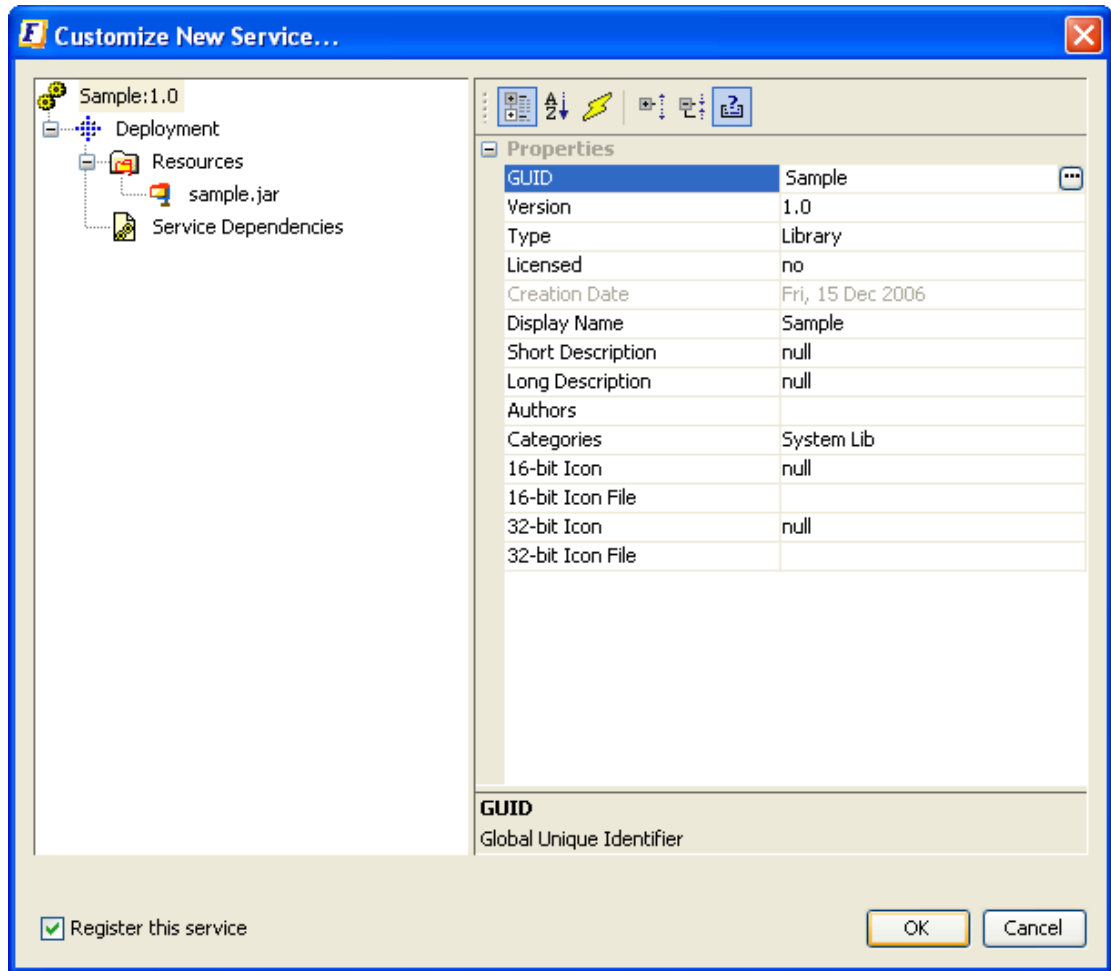 Customize New Service...
Sample:1.0
Deployment
Resources
sample.jar
Service Dependencies
Properties
GUID Sample
Version 1.0
Type Library
Licensed no
Creation Date Fri, 15 Dec 2006
Display Name Sample
Short Description null
Long Description null
Authors
Categories System Lib
16-bit Icon null
16-bit Icon File
32-bit Icon null
32-bit Icon File
GUID
Global Unique Identifier
Register this service
OK Cancel